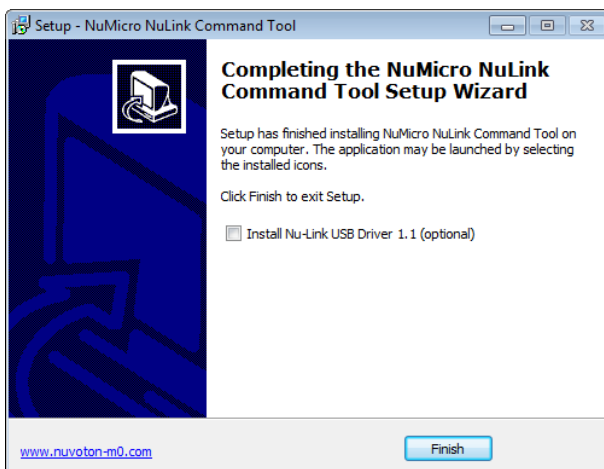 Setup - NuMicro NuLink Command Tool
Completing the NuMicro NuLink
Command Tool Setup Wizard
Setup has finished installing NuMicro NuLink Command Tool on
your computer. The application may be launched by selecting
the installed icons.
Click Finish to exit Setup.
Install Nu-Link USB Driver 1.1 (optional)
www.nuvoton-m0.com
Finish